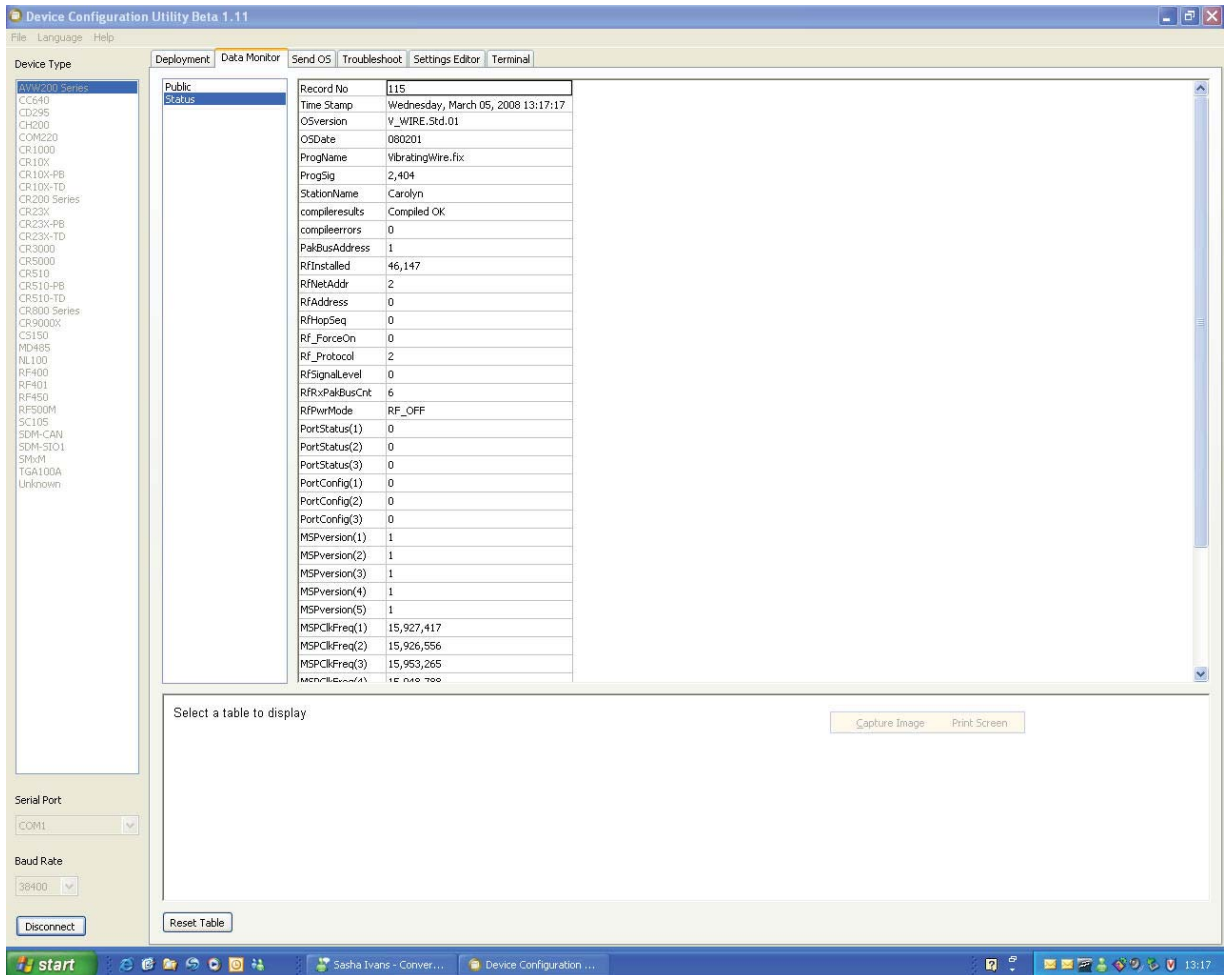 Device Configuration Utility Beta 1.11
File Language Help
Device Type
AVW200 Series
CC640
CD295
CH200
COM220
CR1000
CR10X
CR10X-PB
CR10X-TD
CR200 Series
CR23X
CR23X-PB
CR23X-TD
CR3000
CR5000
CR510
CR510-PB
CR510-TD
CR800 Series
CR9000X
CS150
MD485
NL100
RF400
RF401
RF450
RF500M
SC105
SDM-CAN
SDM-SIO1
SMxM
TGA100A
Unknown
Serial Port
COM1
Baud Rate
38400
Disconnect
Deployment Data Monitor Send OS Troubleshoot Settings Editor Terminal
Public
Status
Record No 115
Time Stamp Wednesday, March 05, 2008 13:17:17
OSversion V_WIRE.Std.01
OSDate 080201
ProgName VibratingWire.fix
ProgSig 2,404
StationName Carolyn
compileresults Compiled OK
compileerrors 0
PakBusAddress 1
RfInstalled 46,147
RfNetAddr 2
RfAddress 0
RfHopSeq 0
Rf_ForceOn 0
Rf_Protocol 2
RfSignalLevel 0
RfRxPakBusCnt 6
RfPwrMode RF_OFF
PortStatus(1) 0
PortStatus(2) 0
PortStatus(3) 0
PortConfig(1) 0
PortConfig(2) 0
PortConfig(3) 0
MSPversion(1) 1
MSPversion(2) 1
MSPversion(3) 1
MSPversion(4) 1
MSPversion(5) 1
MSPClkFreq(1) 15,927,417
MSPClkFreq(2) 15,926,556
MSPClkFreq(3) 15,953,265
MSPClkFreq(4)
Select a table to display
Capture Image Print Screen
Reset Table
start
Sasha Ivans - Conver...
Device Configuration ...
13:17